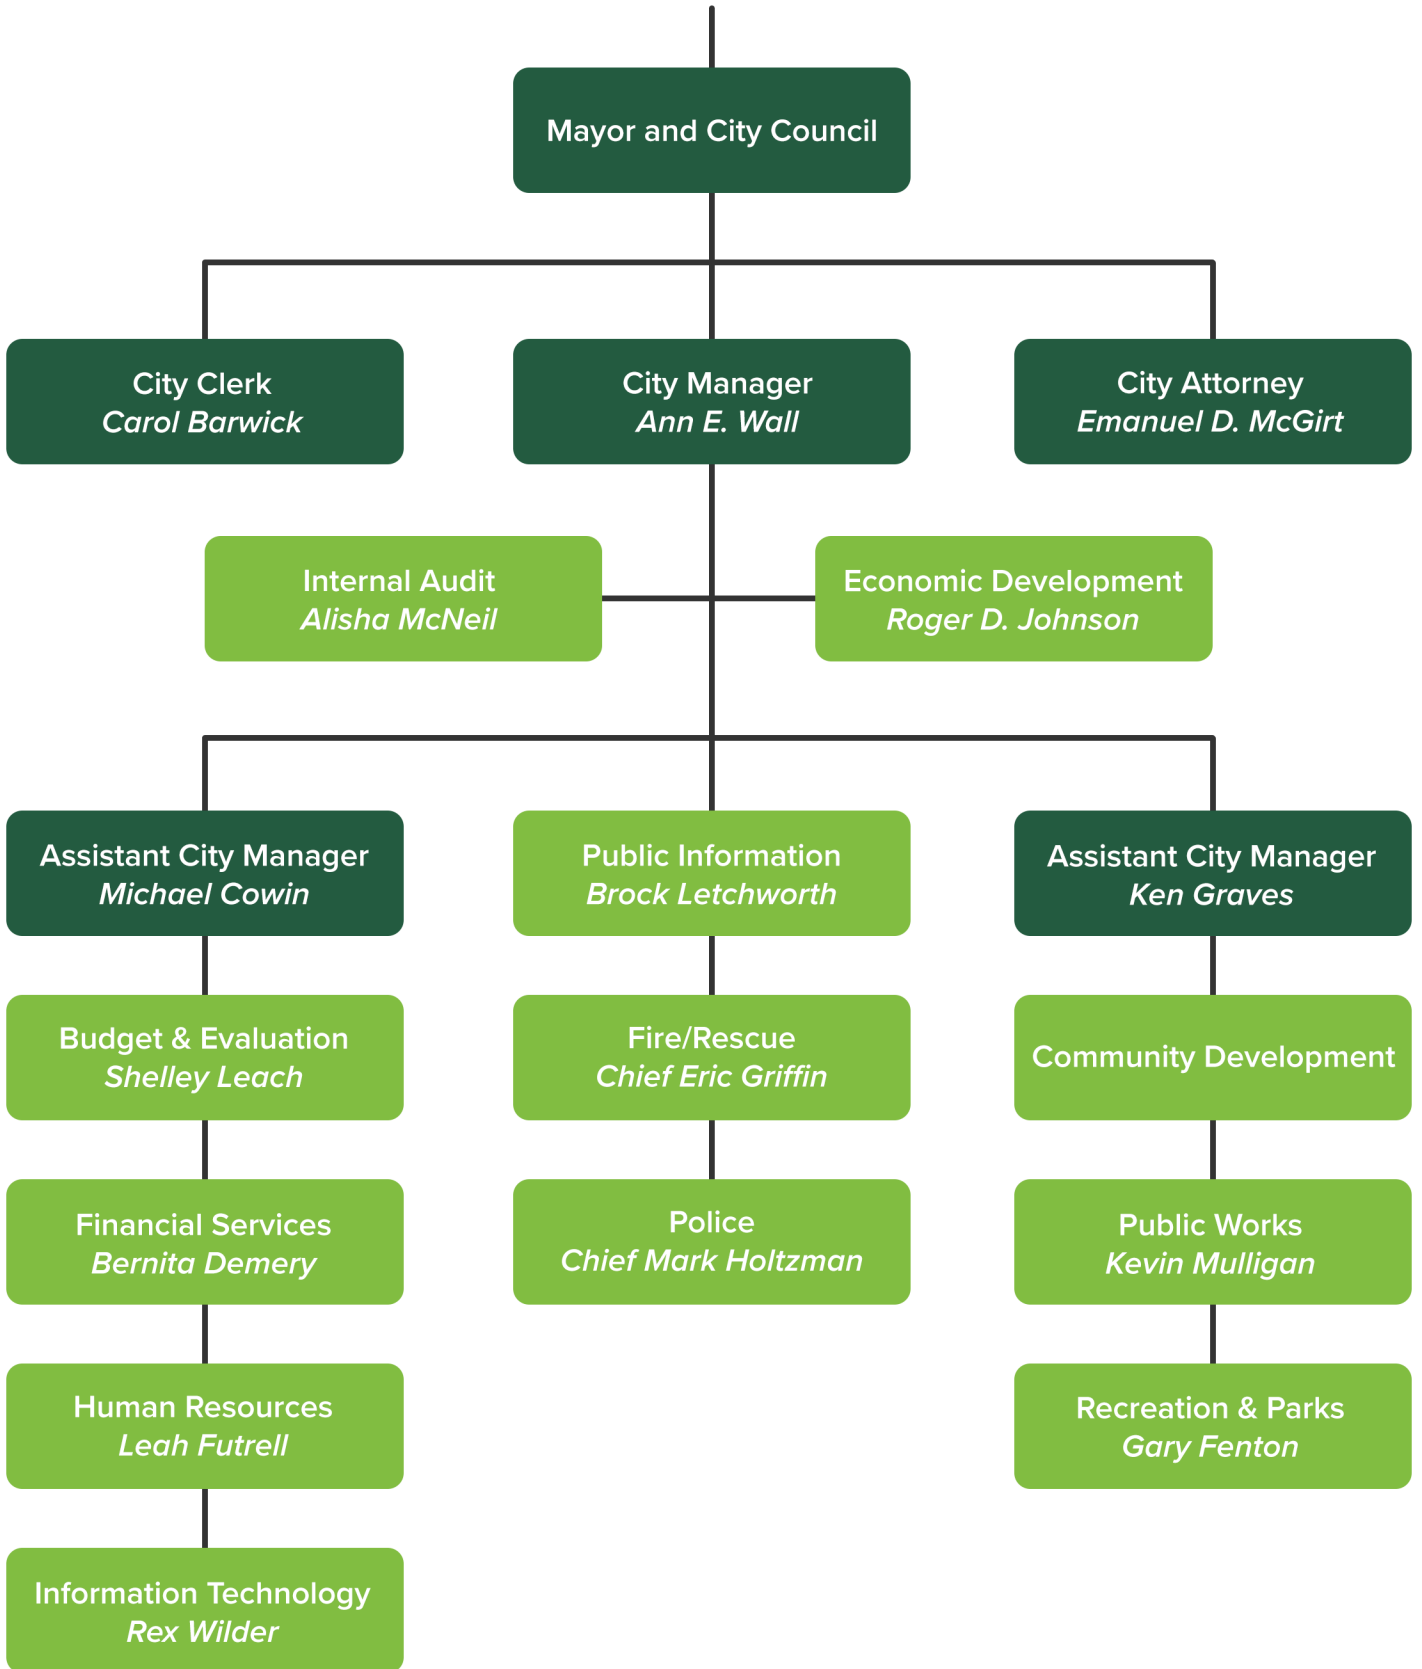 Mayor and City Council
City Clerk
Carol Barwick
City Manager
Ann E. Wall
City Attorney
Emanuel D. McGirt
Internal Audit
Alisha McNeil
Economic Development
Roger D. Johnson
Assistant City Manager
Michael Cowin
Public Information
Brock Letchworth
Assistant City Manager
Ken Graves
Budget & Evaluation
Shelley Leach
Fire/Rescue
Chief Eric Griffin
Community Development
Financial Services
Bernita Demery
Police
Chief Mark Holtzman
Public Works
Kevin Mulligan
Human Resources
Leah Futrell
Recreation & Parks
Gary Fenton
Information Technology
Rex Wilder